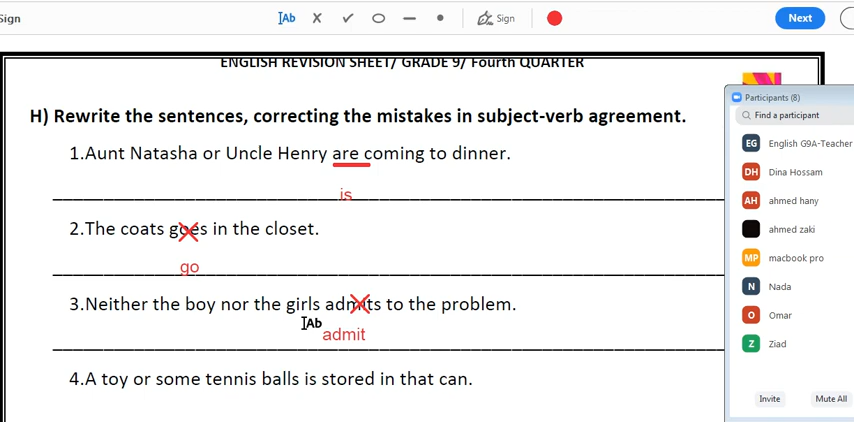 Sign
Ab
Sign
Next
ENGLISH REVISION SHEET/ GRADE 9/ Fourth QUARTER
H) Rewrite the sentences, correcting the mistakes in subject-verb agreement.
1.Aunt Natasha or Uncle Henry are coming to dinner.
is
2.The coats goes in the closet.
go
3.Neither the boy nor the girls admits to the problem.
Ab
admit
4.A toy or some tennis balls is stored in that can.
Participants (8)
Find a participant
EG English G9A-Teacher
DH Dina Hossam
AH ahmed hany
ahmed zaki
MP macbook pro
N Nada
O Omar
Z Ziad
Invite Mute All